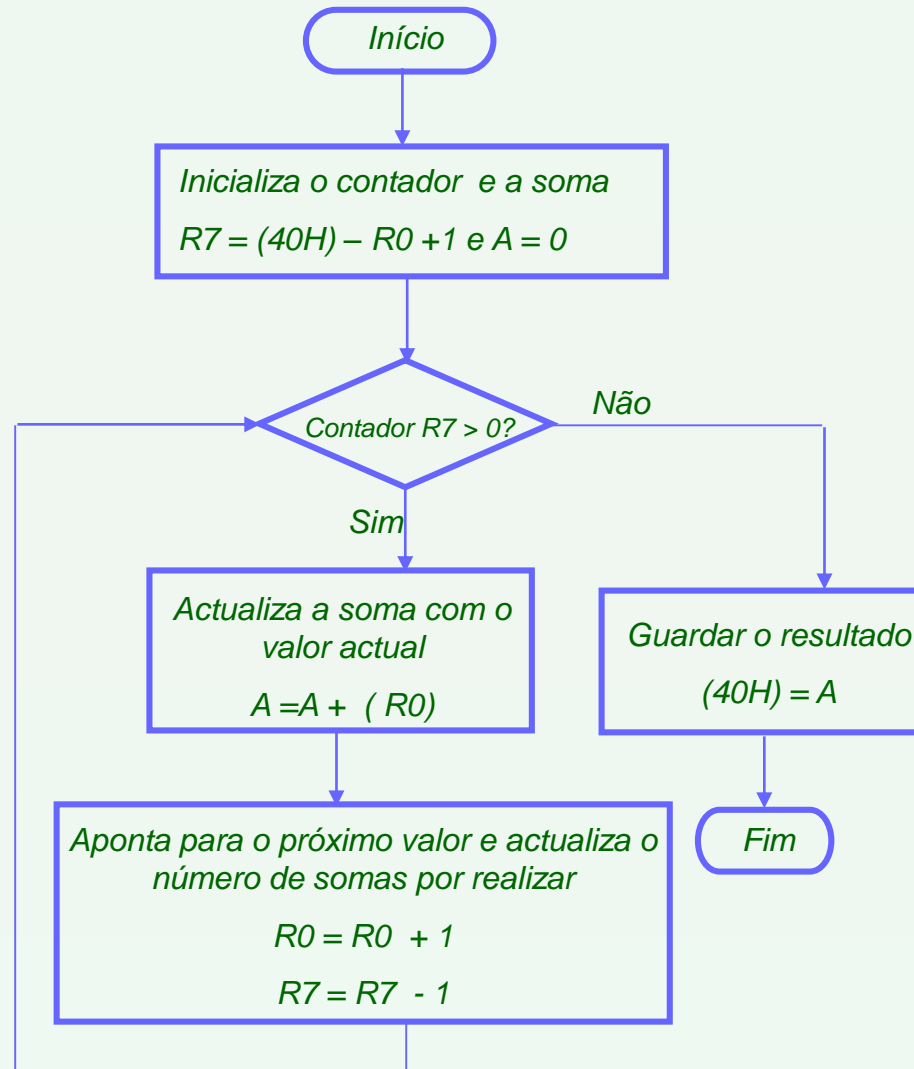 Início
Inicializa o contador e a soma
R7 = (40H) – R0 +1 e A = 0
Contador R7 > 0?
Não
Sim
Actualiza a soma com o
valor actual
A =A + ( R0)
Guardar o resultado
(40H) = A
Aponta para o próximo valor e actualiza o
número de somas por realizar
R0 = R0 + 1
R7 = R7 - 1
Fim